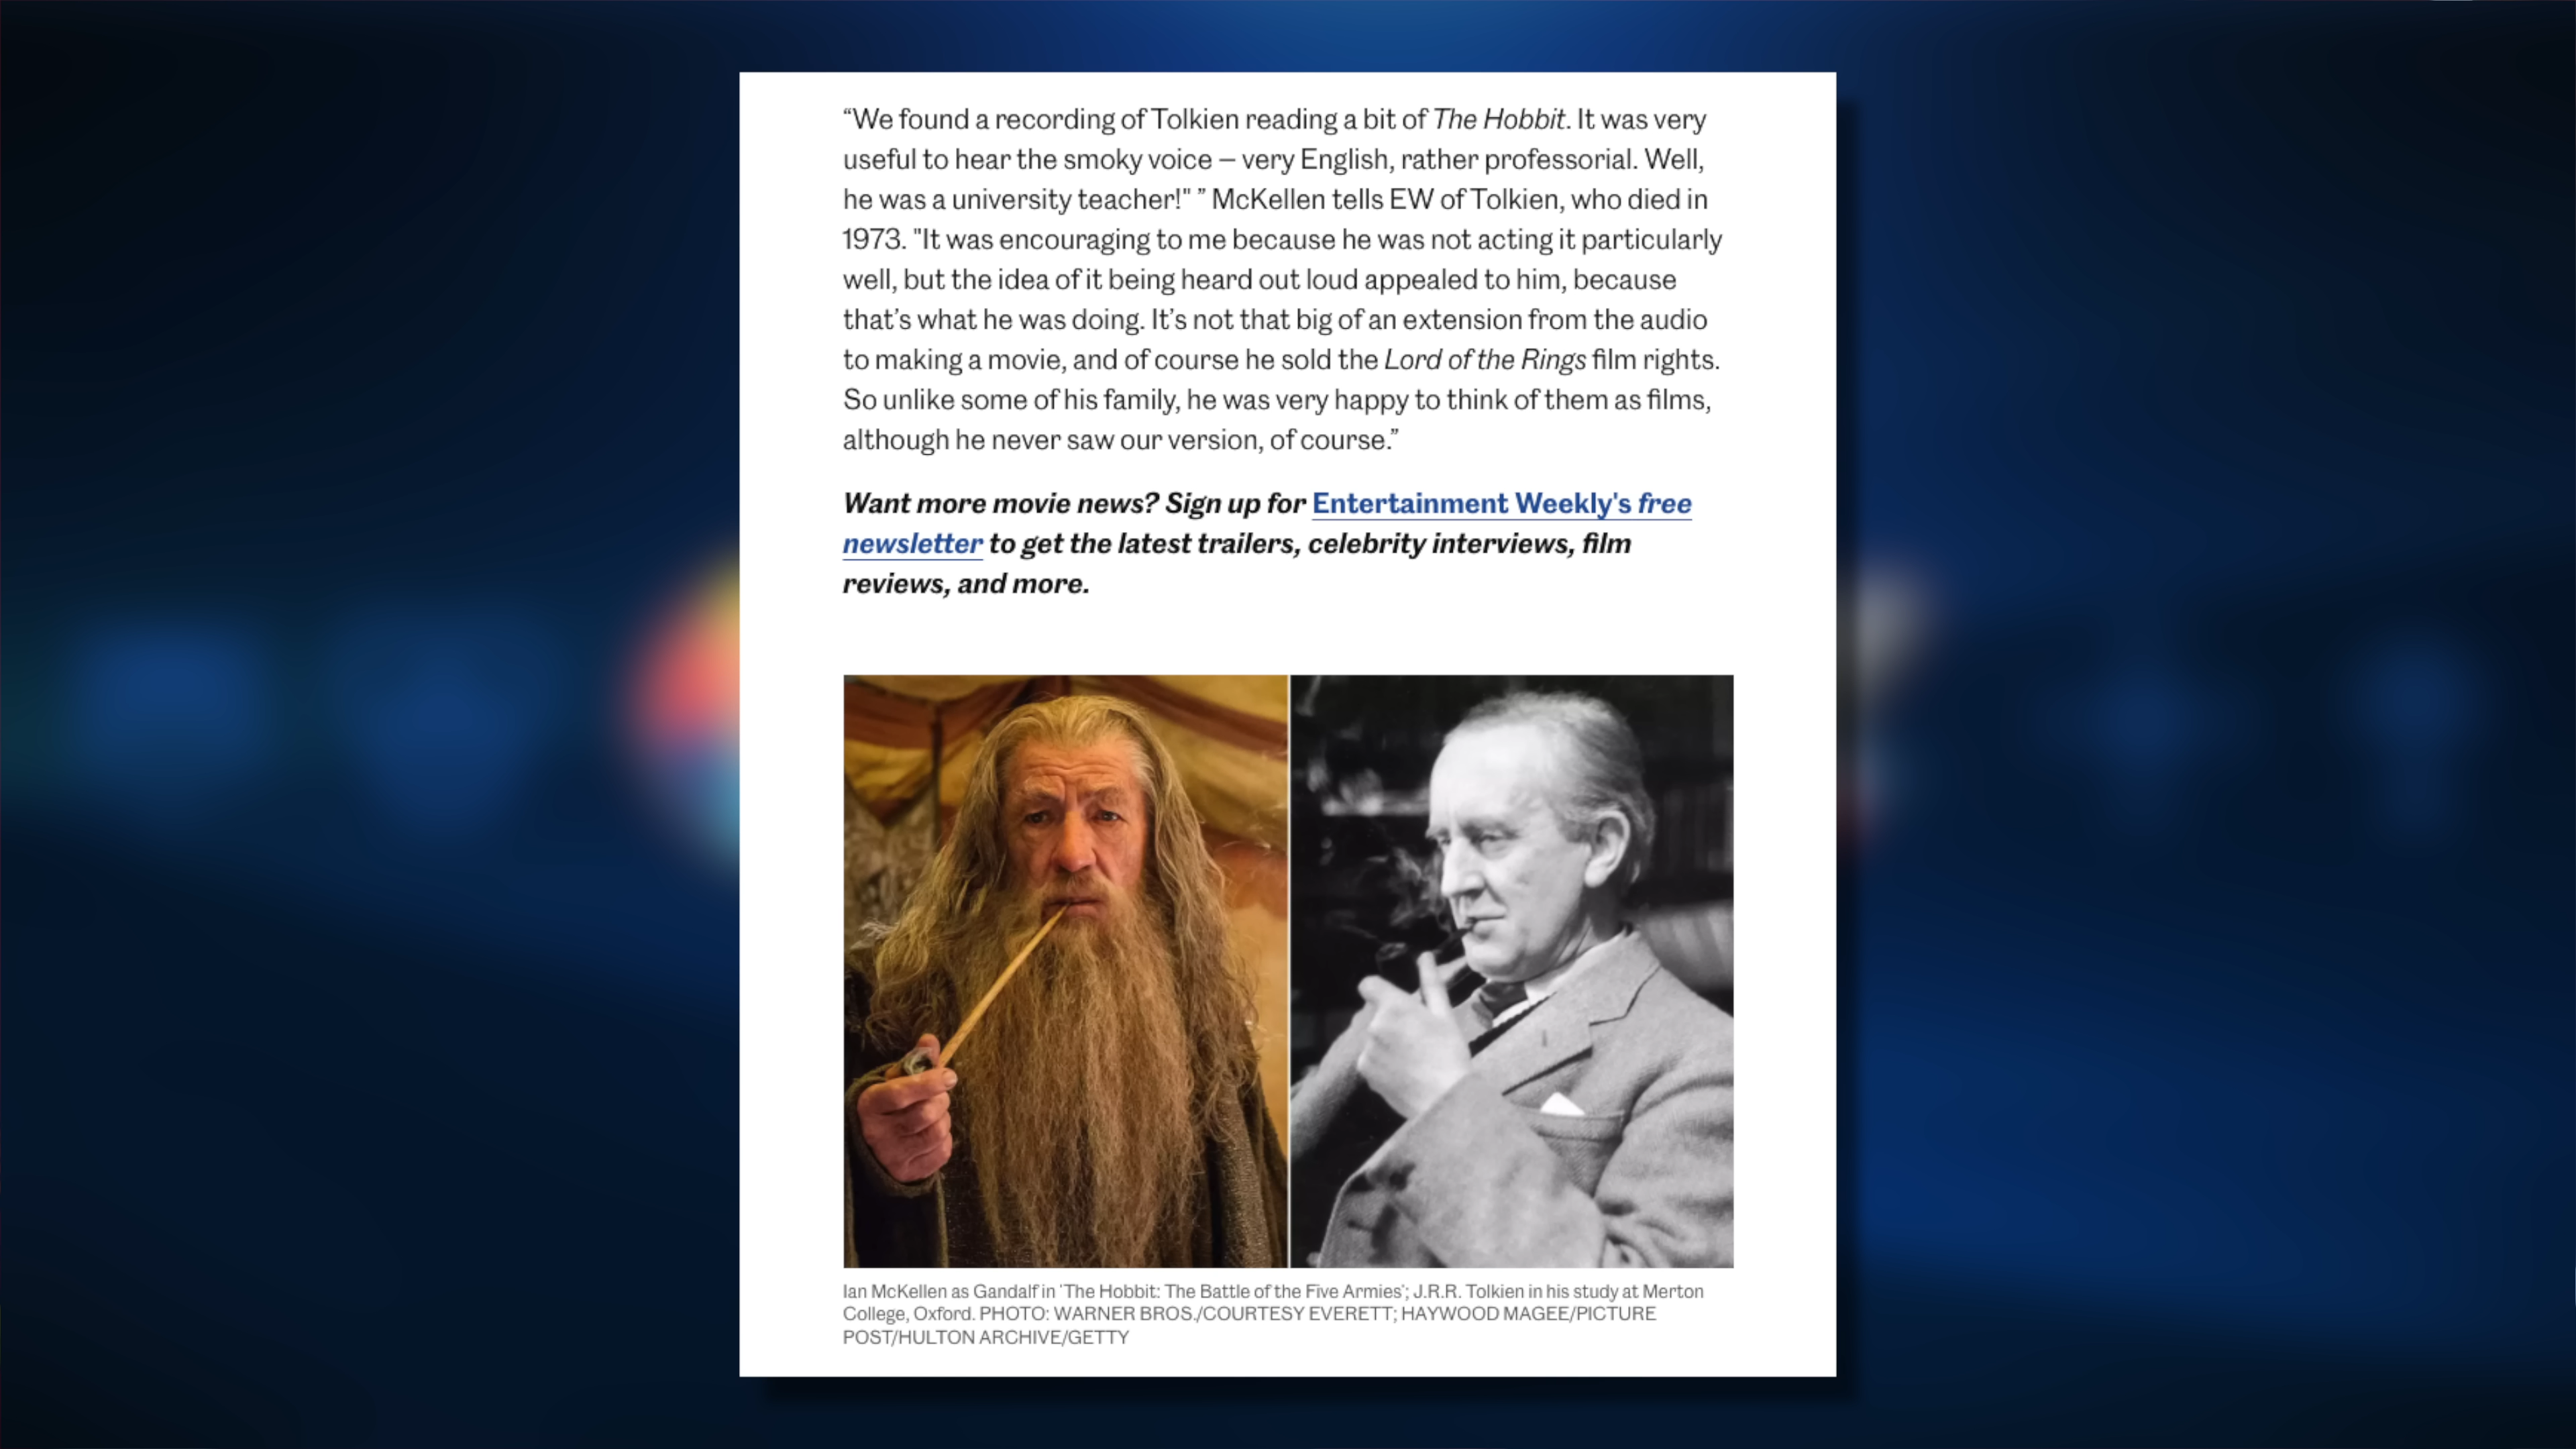 “We found a recording of Tolkien reading a bit of The Hobbit. It was very
useful to hear the smoky voice – very English, rather professorial. Well,
he was a university teacher!" ” McKellen tells EW of Tolkien, who died in
1973. "It was encouraging to me because he was not acting it particularly
well, but the idea of it being heard out loud appealed to him, because
that’s what he was doing. It’s not that big of an extension from the audio
to making a movie, and of course he sold the Lord of the Rings film rights.
So unlike some of his family, he was very happy to think of them as films,
although he never saw our version, of course.”
Want more movie news? Sign up for Entertainment Weekly's free
newsletter to get the latest trailers, celebrity interviews, film
reviews, and more.
Ian McKellen as Gandalf in 'The Hobbit: The Battle of the Five Armies'; J.R.R. Tolkien in his study at Merton
College, Oxford. PHOTO: WARNER BROS./COURTESY EVERETT; HAYWOOD MAGEE/PICTURE
POST/HULTON ARCHIVE/GETTY